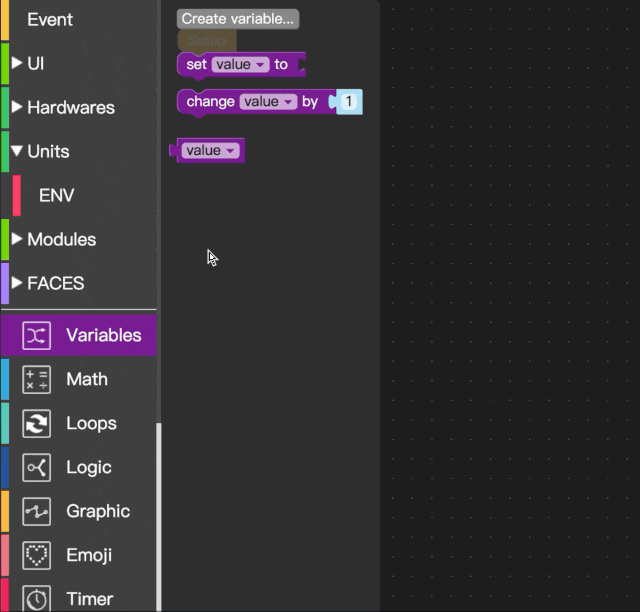 Event
UI
Hardwares
Units
ENV
Modules
FACES
Variables
Math
Loops
Logic
Graphic
Emoji
Timer
Create variable...
Setup
set value to
change value by 1
value